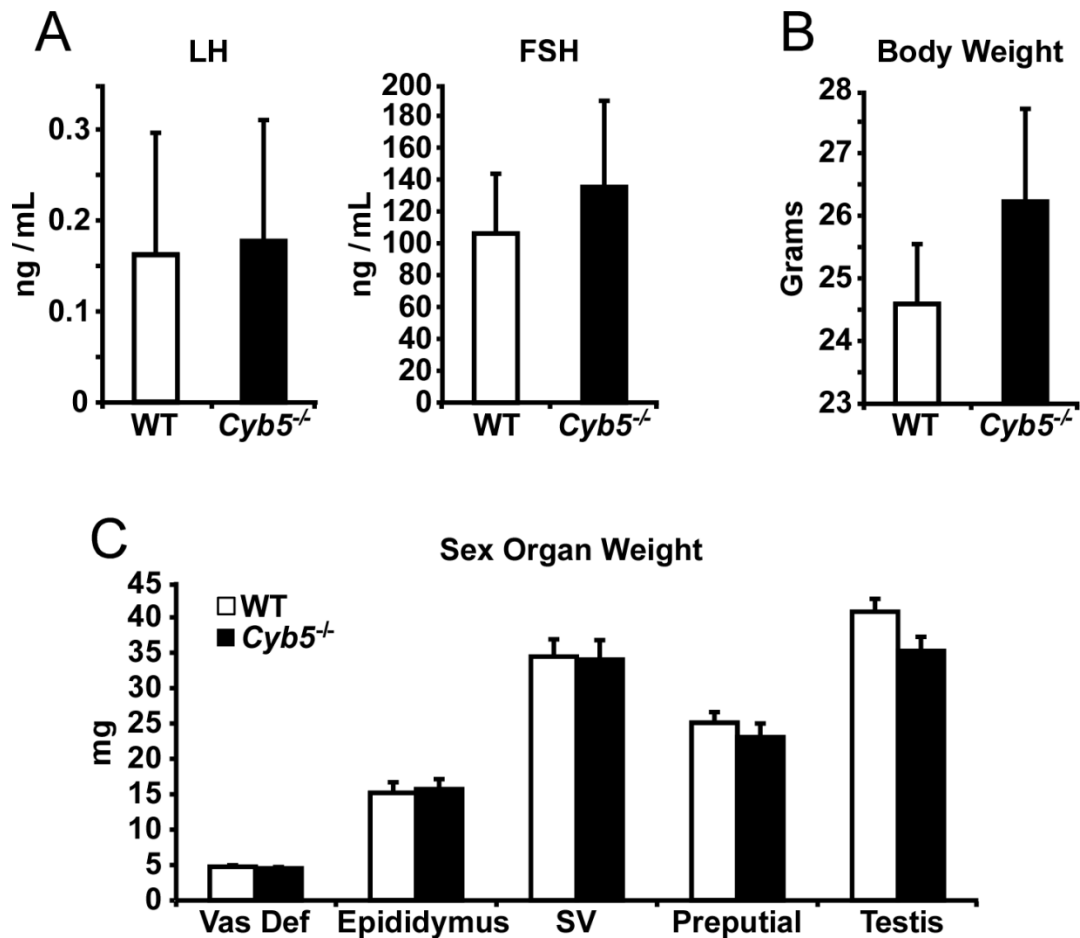 A
LH
ng / mL
0.3
0.2
0.1
0
WT
Cyb5-/-
FSH
ng / mL
200
180
160
140
120
100
80
60
40
20
0
WT
Cyb5-/-
B
Body Weight
Grams
28
27
26
25
24
23
WT
Cyb5-/-
C
Sex Organ Weight
mg
45
40
35
30
25
20
15
10
5
0
WT
Cyb5-/-
Vas Def
Epididymus
SV
Preputial
Testis